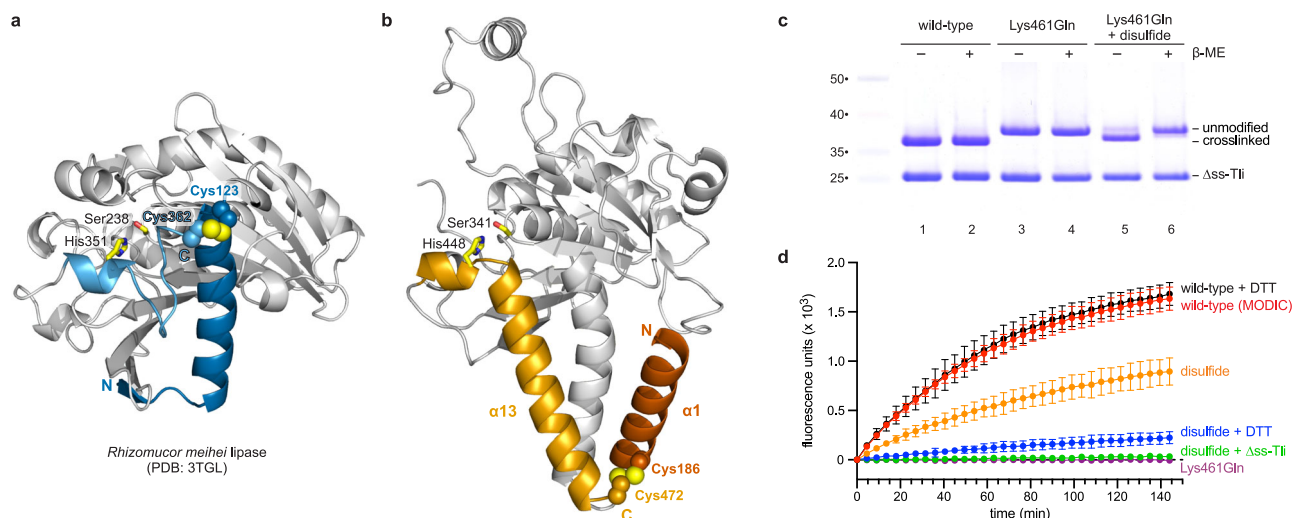 a
Cys123
Cys362
Ser238
His351
C
N
Rhizomucor meihei lipase
(PDB: 3TGL)
b
Ser341
His448
N
α13
α1
Cys186
Cys472
C
c
wild-type
Lys461Gln
Lys461Gln
+ disulfide
– + – + – + β-ME
50•
40•
35•
25•
– unmodified
– crosslinked
– Δss-Tli
1 2 3 4 5 6
d
fluorescence units (x 10³)
1.5
1.0
0.5
0
0 20 40 60 80 100 120 140
time (min)
wild-type + DTT
wild-type (MODIC)
disulfide
disulfide + DTT
disulfide + Δss-Tli
Lys461Gln